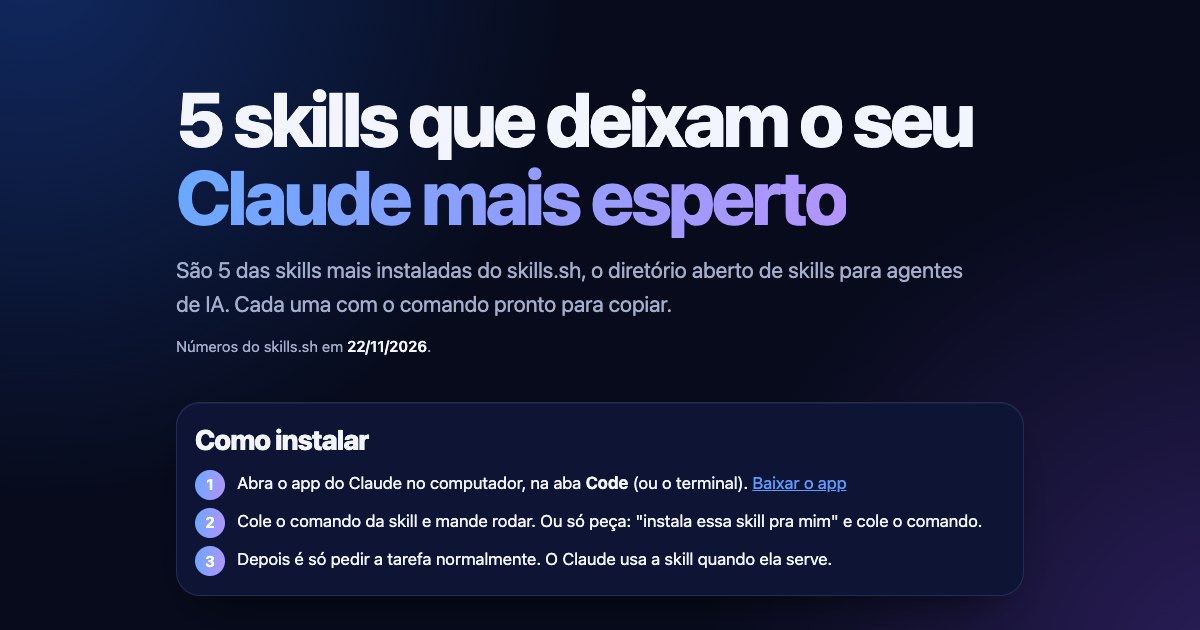 5 skills que deixam o seu
Claude mais esperto
São 5 das skills mais instaladas do skills.sh, o diretório aberto de skills para agentes
de IA. Cada uma com o comando pronto para copiar.
Números do skills.sh em 22/11/2026.
Como instalar
1 Abra o app do Claude no computador, na aba Code (ou o terminal). Baixar o app
2 Cole o comando da skill e mande rodar. Ou só peça: "instala essa skill pra mim" e cole o comando.
3 Depois é só pedir a tarefa normalmente. O Claude usa a skill quando ela serve.